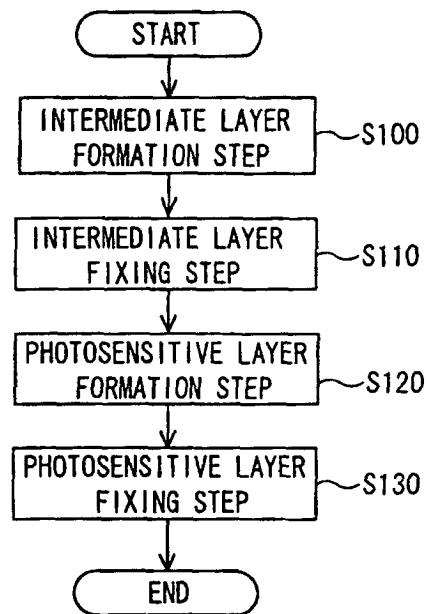 START
INTERMEDIATE LAYER
FORMATION STEP
S100
INTERMEDIATE LAYER
FIXING STEP
S110
PHOTOSENSITIVE LAYER
FORMATION STEP
S120
PHOTOSENSITIVE LAYER
FIXING STEP
S130
END